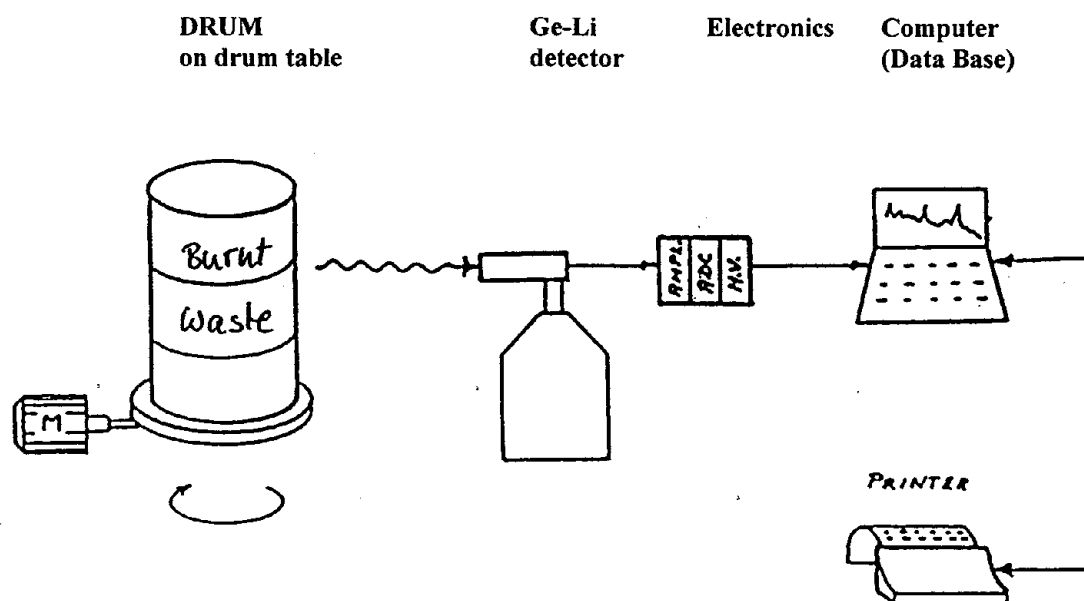 DRUM
on drum table
Ge-Li
detector
Electronics
Computer
(Data Base)
Burnt
Waste
M
AMPL.
ADC
H.V.
PRINTER